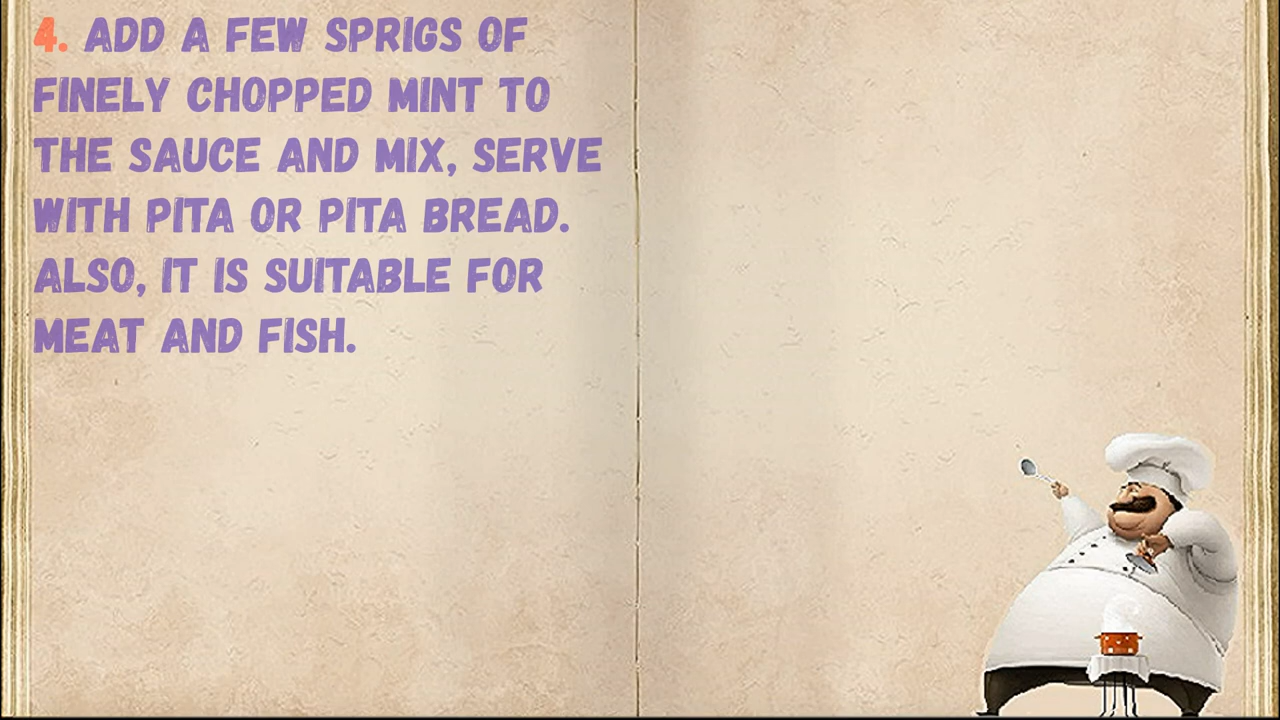 4. ADD A FEW SPRIGS OF
FINELY CHOPPED MINT TO
THE SAUCE AND MIX, SERVE
WITH PITA OR PITA BREAD.
ALSO, IT IS SUITABLE FOR
MEAT AND FISH.